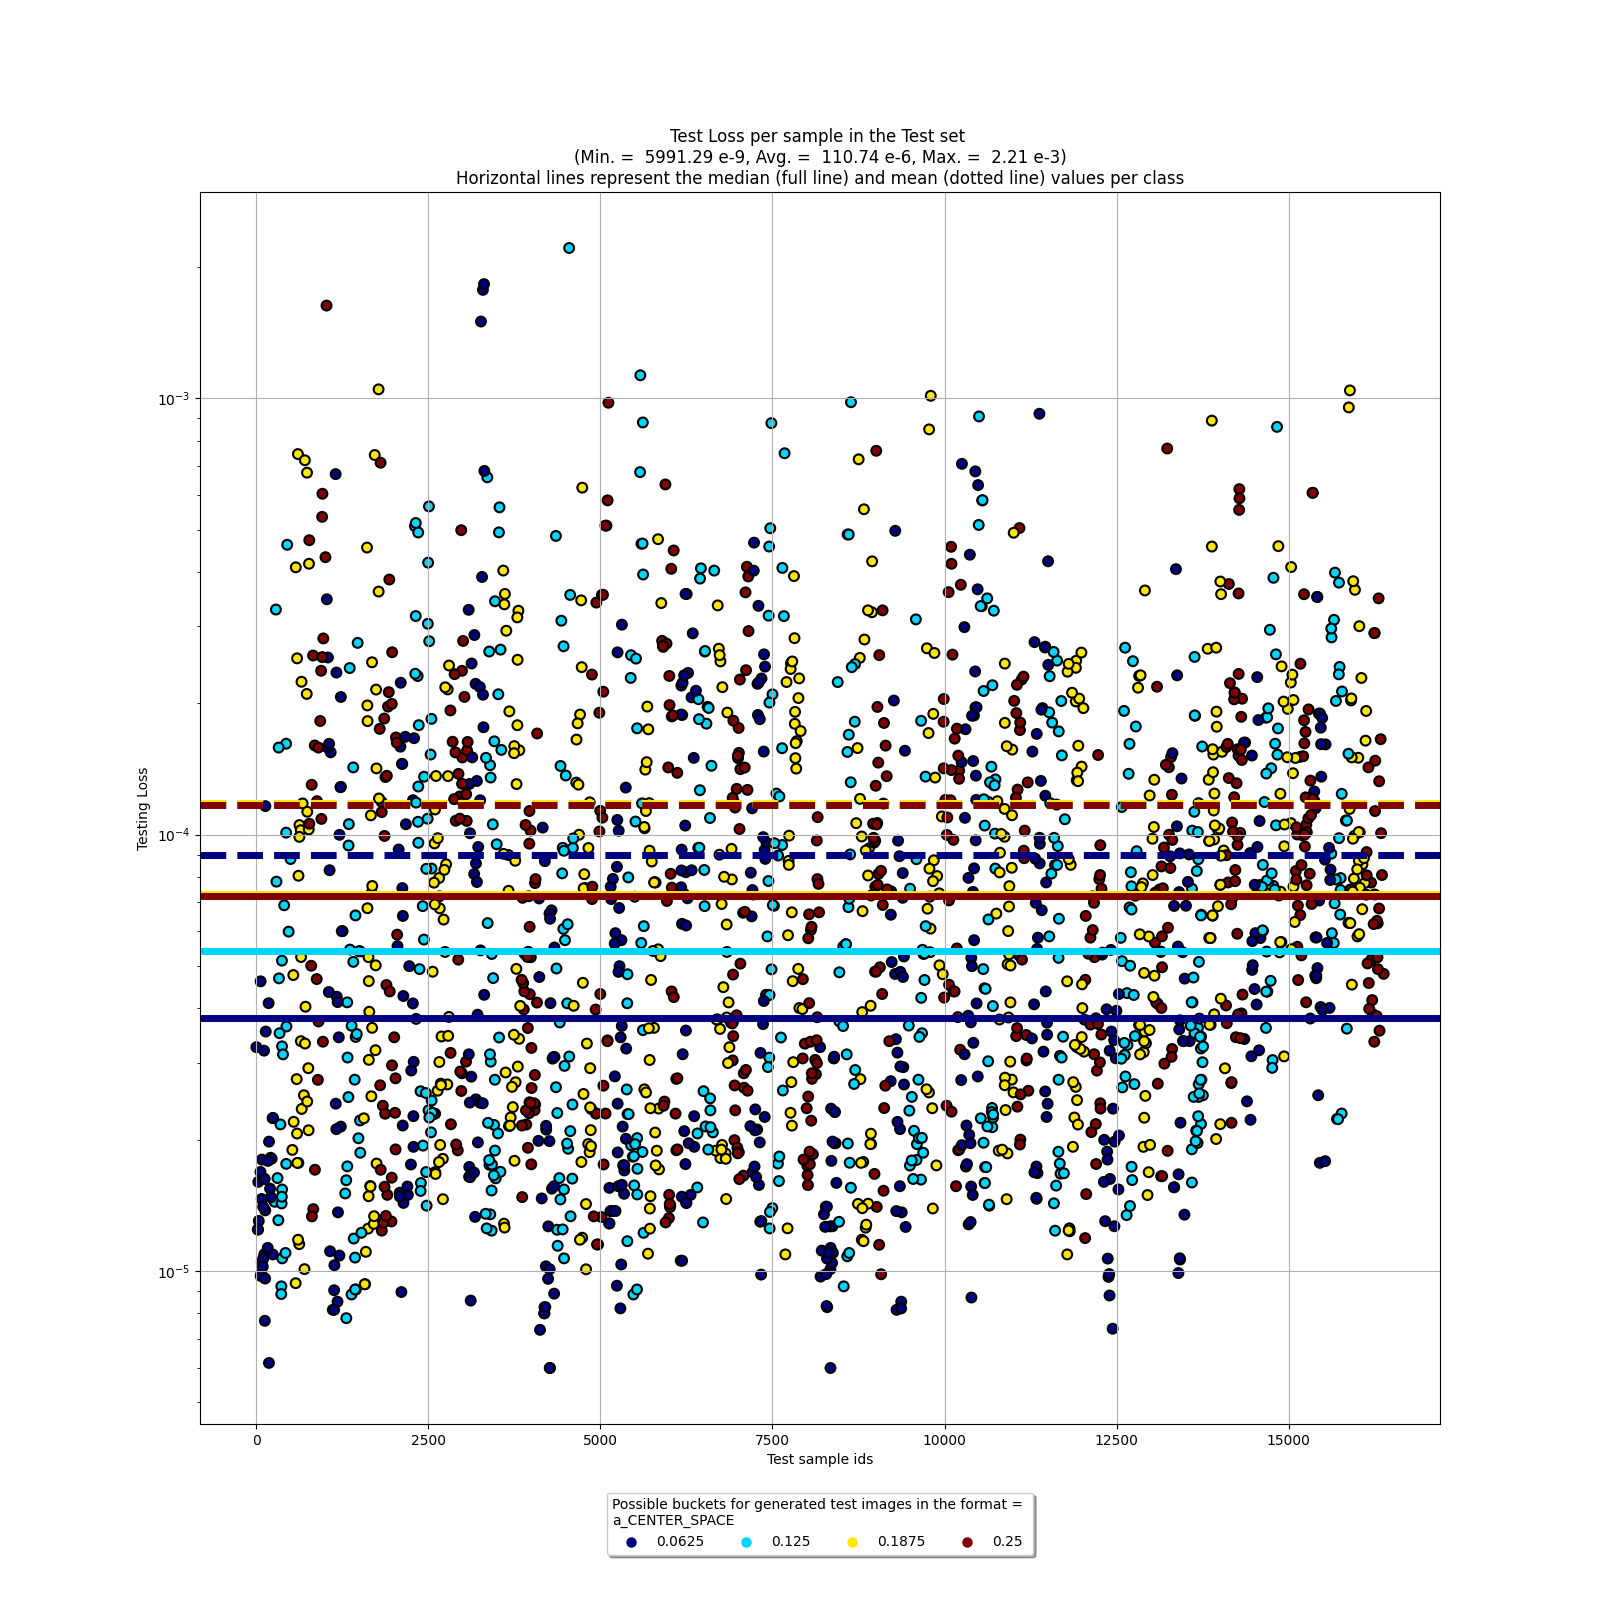 Test Loss per sample in the Test set
(Min. = 5991.29 e-9, Avg. = 110.74 e-6, Max. = 2.21 e-3)
Horizontal lines represent the median (full line) and mean (dotted line) values per class
10⁻³
10⁻⁴
10⁻⁵
Testing Loss
0 2500 5000 7500 10000 12500 15000
Test sample ids
Possible buckets for generated test images in the format =
a_CENTER_SPACE
0.0625 0.125 0.1875 0.25